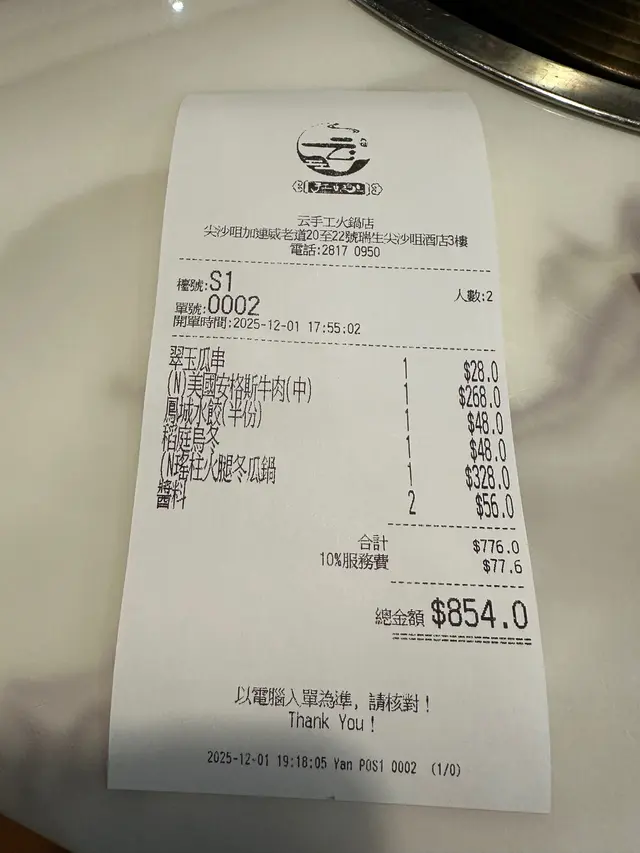 云手工火鍋店
尖沙咀加連威老道20至22號瑞生尖沙咀酒店3樓
電話:2817 0950
檯號:S1 人數:2
單號:0002
開單時間:2025-12-01 17:55:02
翠玉瓜串 1 $28.0
(N)美國安格斯牛肉(中) 1 $268.0
鳳城水餃(半份) 1 $48.0
稻庭烏冬 1 $48.0
(N瑤柱火腿冬瓜鍋 1 $328.0
醬料 2 $56.0
合計 $776.0
10%服務費 $77.6
總金額 $854.0
以電腦入單為準, 請核對!
Thank You!
2025-12-01 19:18:05 Yan POS1 0002 (1/0)